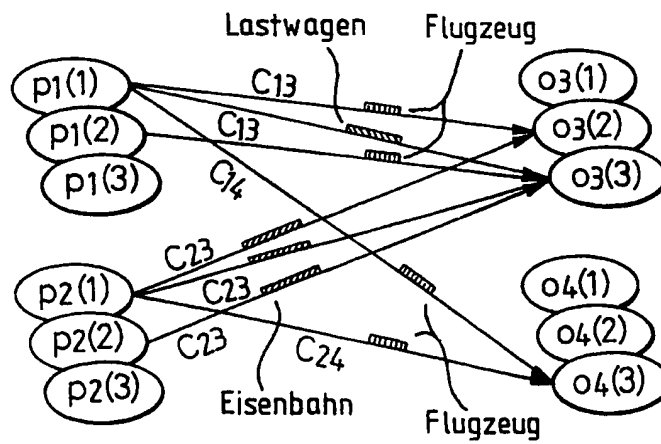 Lastwagen Flugzeug
p1(1) C13 o3(1)
p1(2) C13 o3(2)
p1(3) C14 o3(3)
p2(1) C23 o4(1)
p2(2) C23 o4(2)
p2(3) C23 C24 o4(3)
Eisenbahn Flugzeug